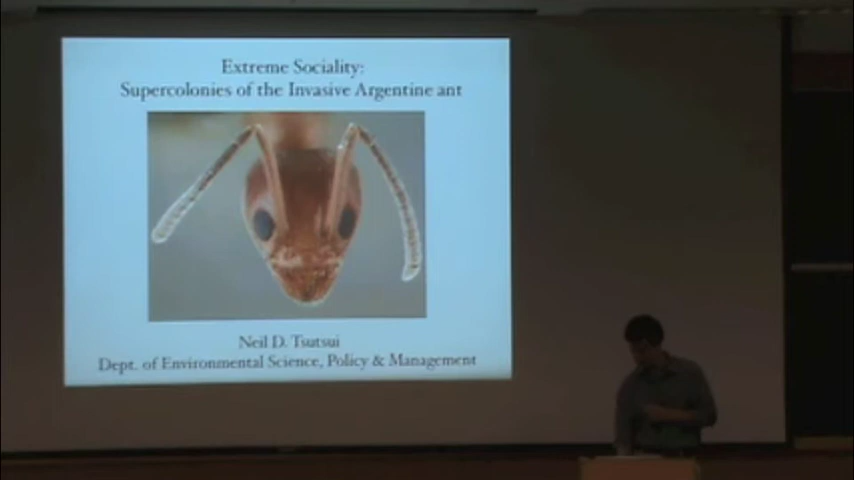 Extreme Sociality:
Supercolonies of the Invasive Argentine ant
Neil D. Tsutsui
Dept. of Environmental Science, Policy & Management